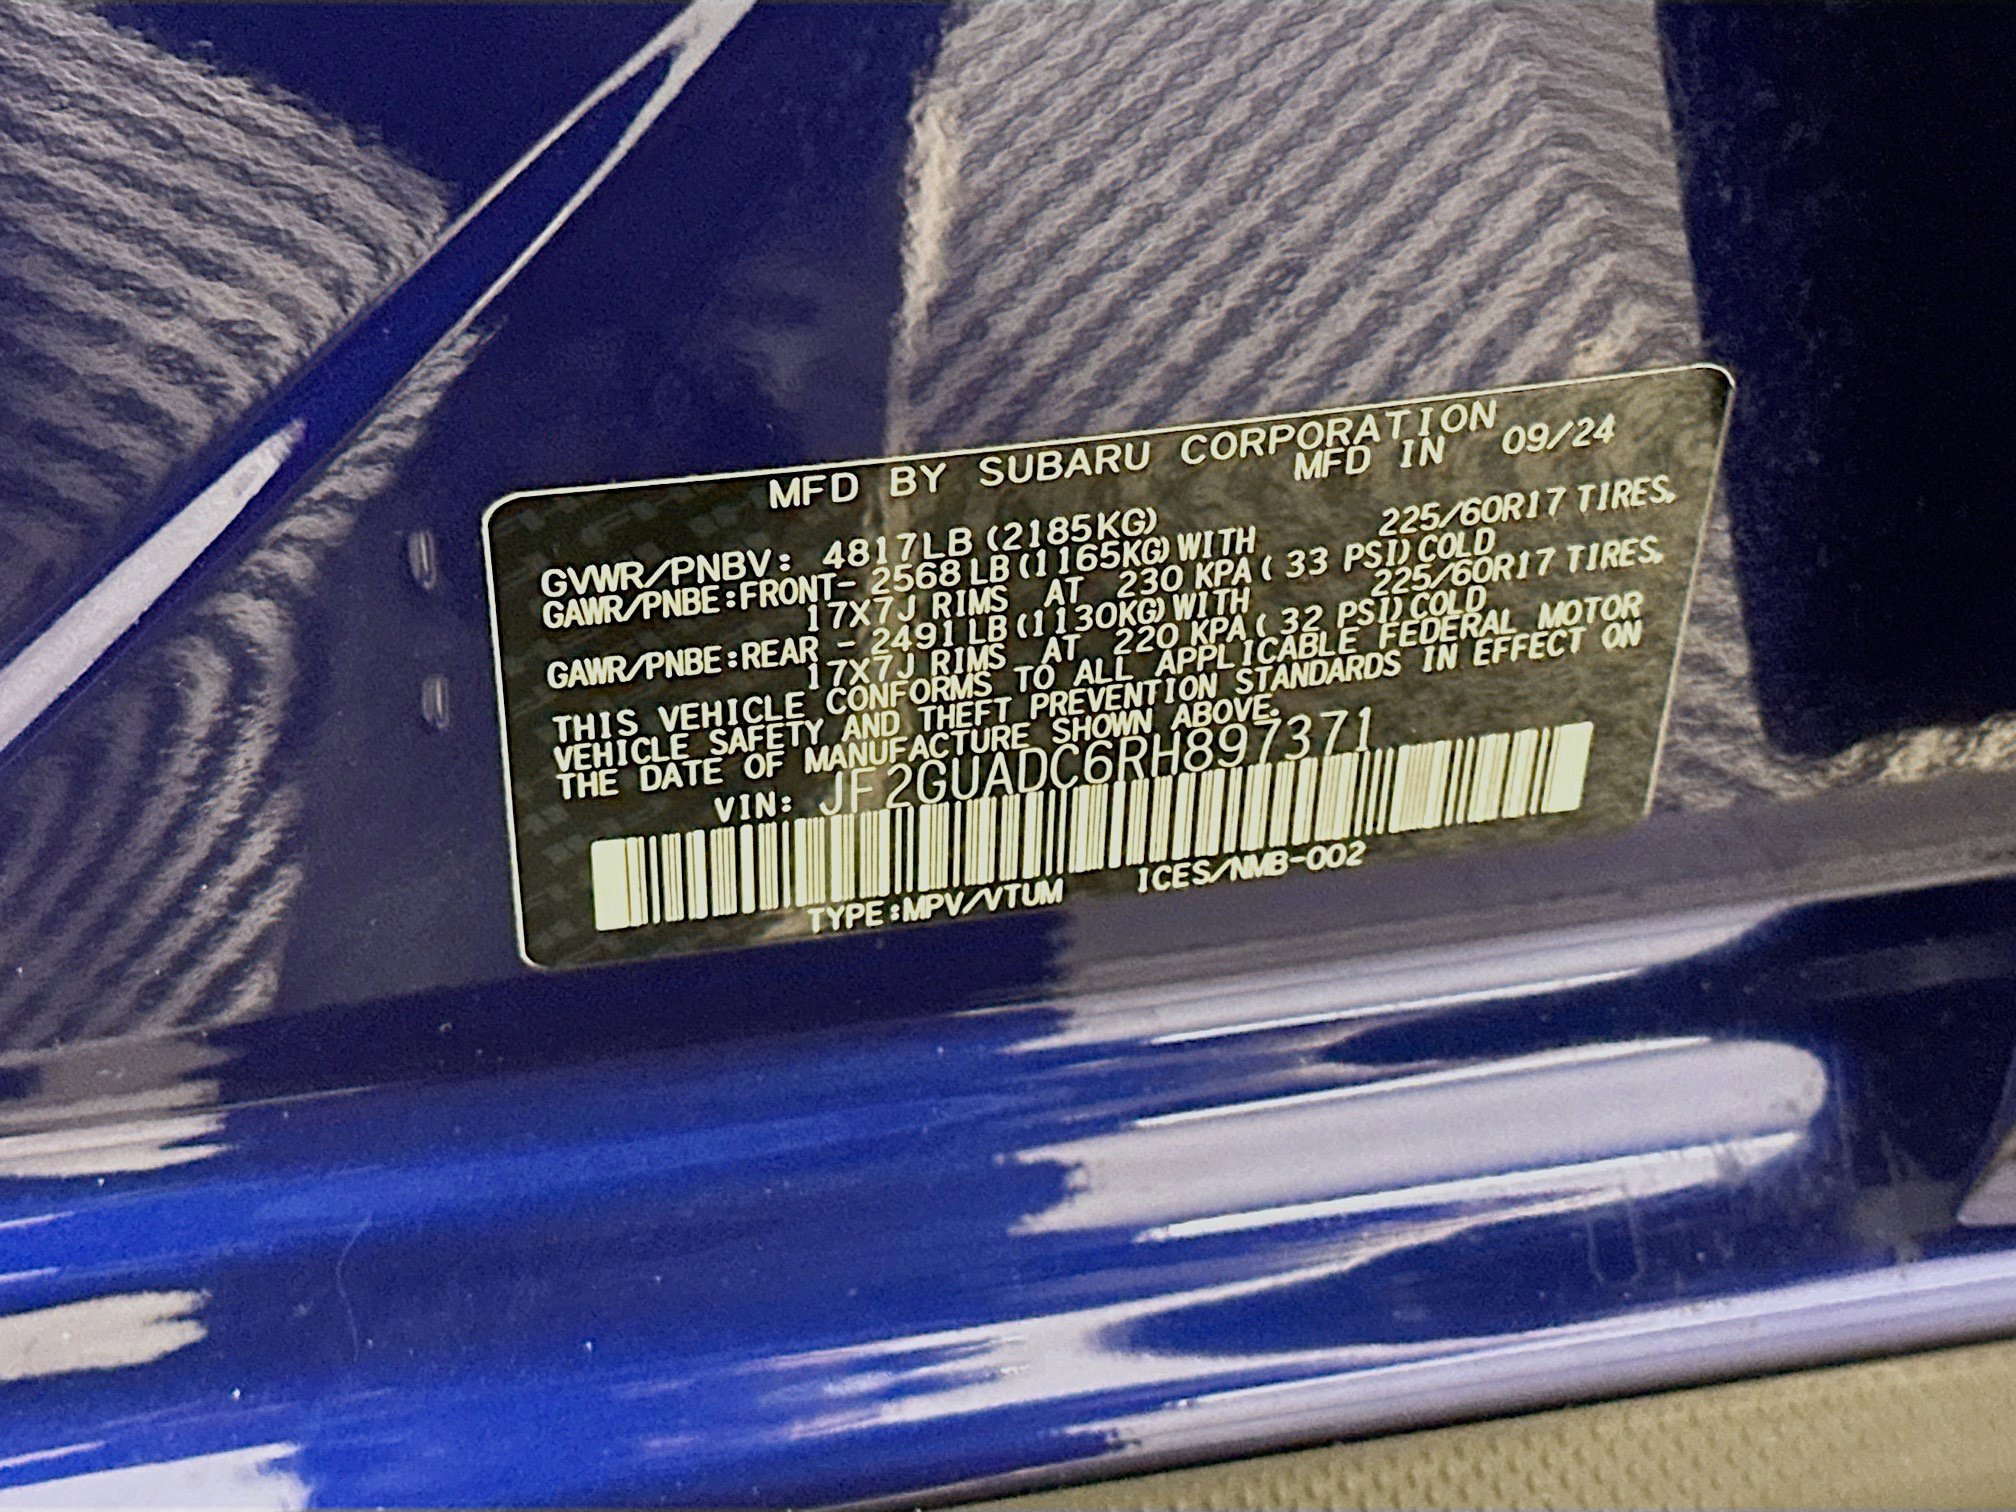 MFD BY SUBARU CORPORATION
MFD IN 09/24
GVWR/PNBV: 4817LB (2185KG)
GAWR/PNBE:FRONT- 2568 LB (1165KG) WITH 225/60R17 TIRES,
17X7J RIMS AT 230 KPA ( 33 PSI) COLD
GAWR/PNBE:REAR - 2491 LB (1130KG) WITH 225/60R17 TIRES,
17X7J RIMS AT 220 KPA ( 32 PSI) COLD
THIS VEHICLE CONFORMS TO ALL APPLICABLE FEDERAL MOTOR
VEHICLE SAFETY AND THEFT PREVENTION STANDARDS IN EFFECT ON
THE DATE OF MANUFACTURE SHOWN ABOVE.
VIN: JF2GUADC6RH897371
TYPE:MPV/VTUM ICES/NMB-002